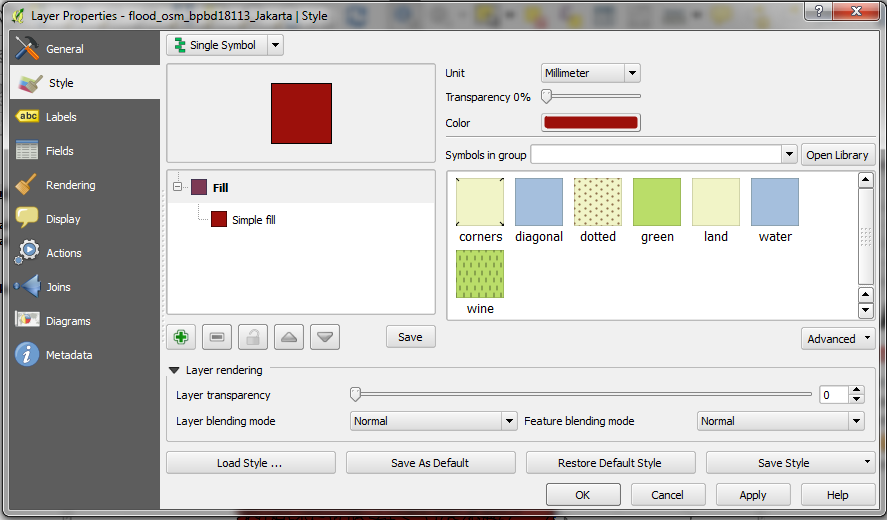 Layer Properties - flood_osm_bpbd18113_Jakarta | Style
General
Style
abc Labels
Fields
Rendering
Display
Actions
Joins
Diagrams
Metadata
Single Symbol
Fill
Simple fill
Save
Unit Millimeter
Transparency 0%
Color
Symbols in group Open Library
corners diagonal dotted green land water
wine
Advanced
Layer rendering
Layer transparency 0
Layer blending mode Normal Feature blending mode Normal
Load Style ... Save As Default Restore Default Style Save Style
OK Cancel Apply Help